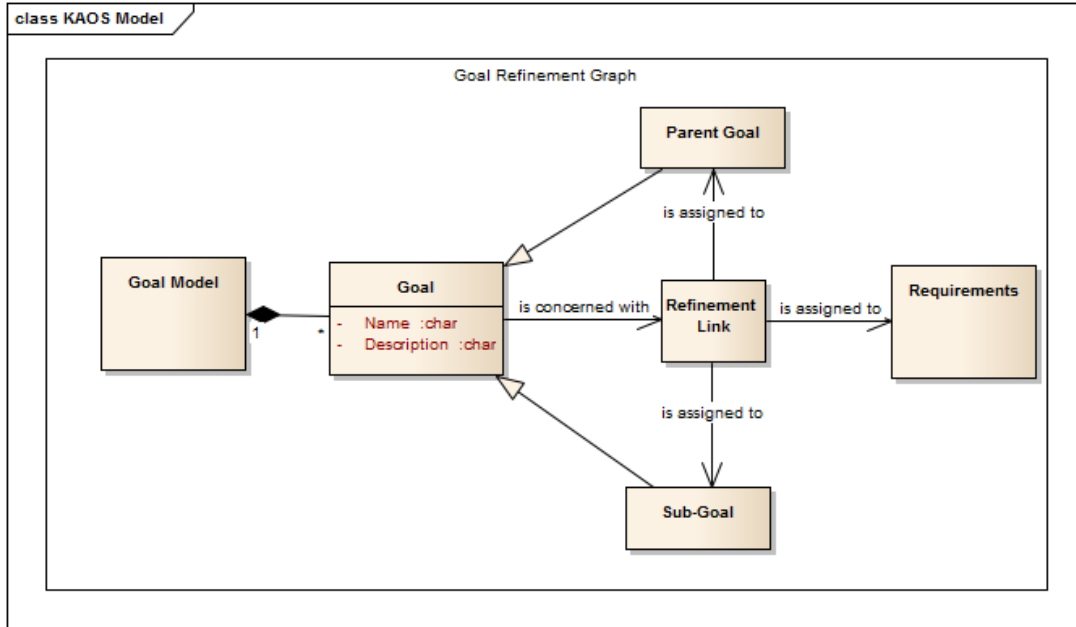 class KAOS Model
Goal Refinement Graph
Parent Goal
is assigned to
Goal Model
1
*
Goal
- Name :char
- Description :char
is concerned with
Refinement
Link
is assigned to
Requirements
is assigned to
Sub-Goal